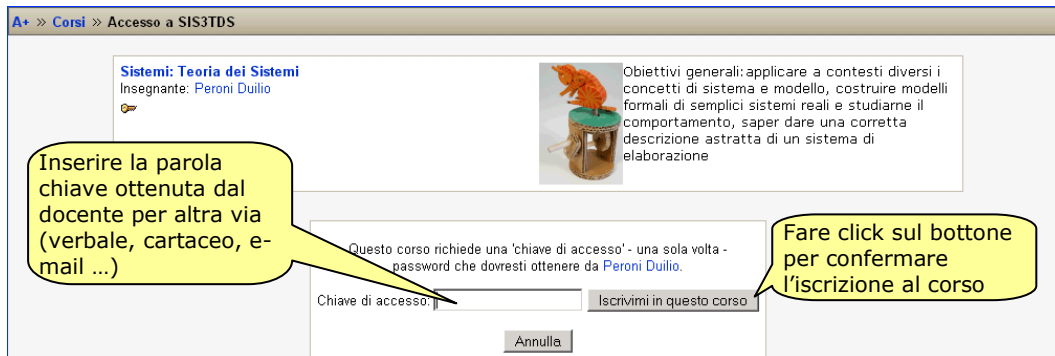 A+ » Corsi » Accesso a SIS3TDS
Sistemi: Teoria dei Sistemi
Insegnante: Peroni Duilio
Obiettivi generali: applicare a contesti diversi i
concetti di sistema e modello, costruire modelli
formali di semplici sistemi reali e studiarne il
comportamento, saper dare una corretta
descrizione astratta di un sistema di
elaborazione
Inserire la parola
chiave ottenuta dal
docente per altra via
(verbale, cartaceo, e-
mail …)
Questo corso richiede una 'chiave di accesso' - una sola volta -
password che dovresti ottenere da Peroni Duilio.
Fare click sul bottone
per confermare
l’iscrizione al corso
Chiave di accesso: Iscrivimi in questo corso
Annulla